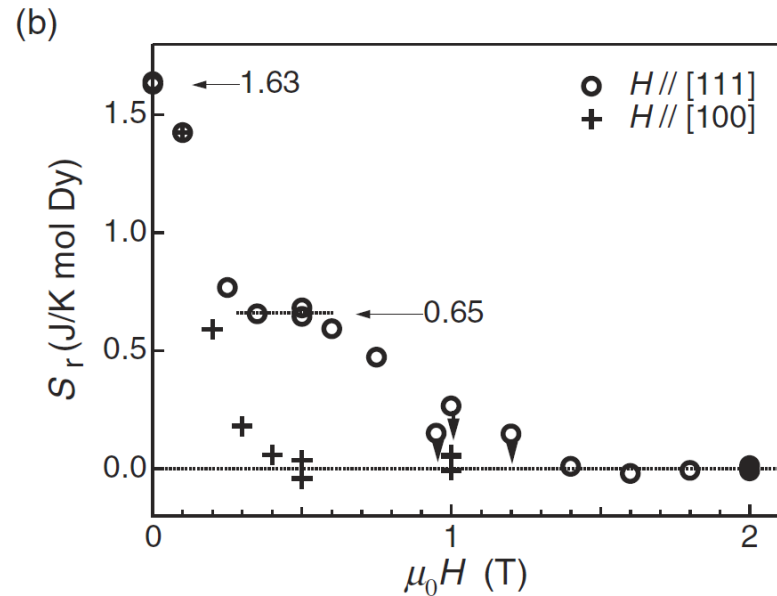 (b)
1.63
H // [111]
H // [100]
1.5
1.0
0.65
0.5
0.0
S r (J/K mol Dy)
0
1
2
μ0H (T)